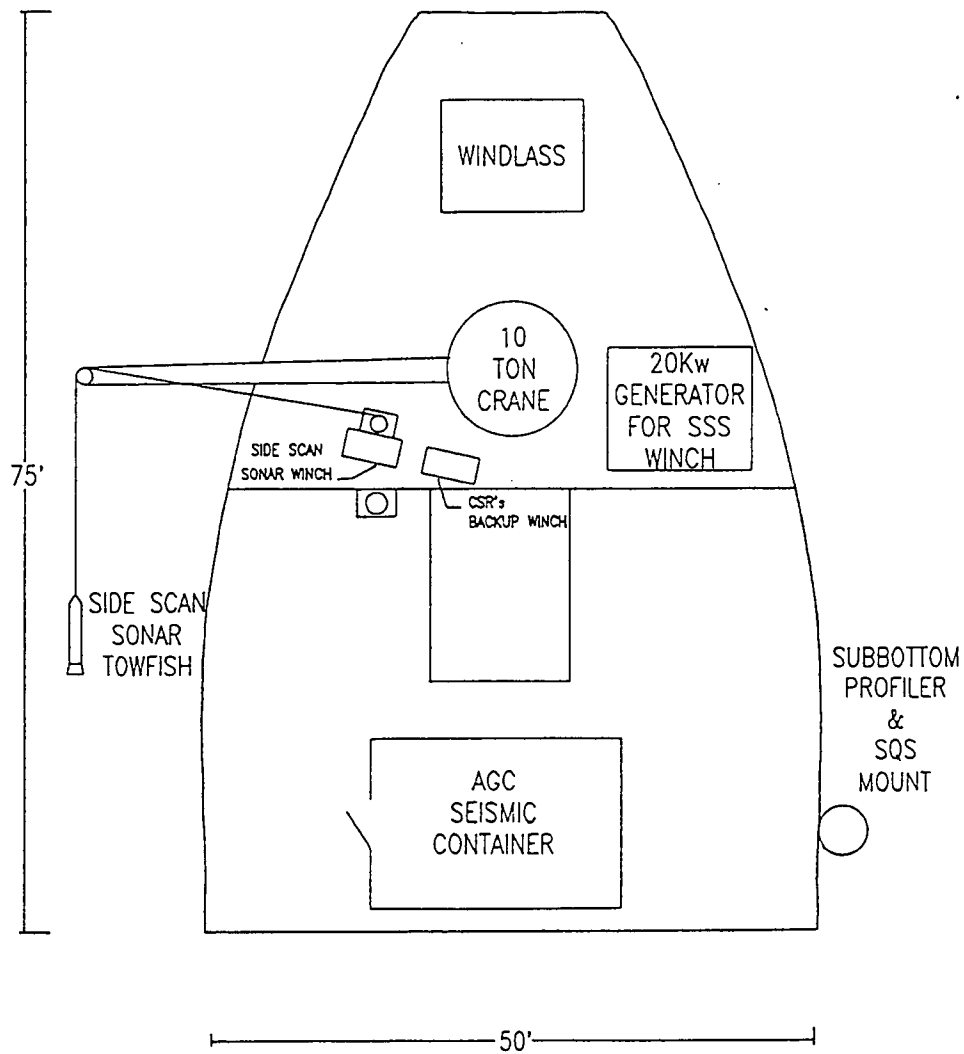 WINDLASS
10
TON
CRANE
20Kw
GENERATOR
FOR SSS
WINCH
SIDE SCAN
SONAR WINCH
75'
CSR's
BACKUP WINCH
SIDE SCAN
SONAR
TOWFISH
SUBBOTTOM
PROFILER
&
SQS
MOUNT
AGC
SEISMIC
CONTAINER
50'